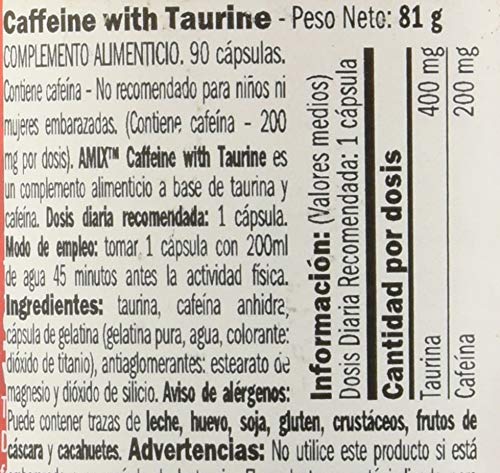 Caffeine with Taurine - Peso Neto: 81 g
COMPLEMENTO ALIMENTICIO. 90 cápsulas.
Contiene cafeína - No recomendado para niños ni
mujeres embarazadas. (Contiene cafeína - 200
mg por dosis). AMIX™ Caffeine with Taurine es
un complemento alimenticio a base de taurina y
cafeína. Dosis diaria recomendada: 1 cápsula.
Modo de empleo: tomar 1 cápsula con 200ml
de agua 45 minutos antes la actividad física.
Ingredientes: taurina, cafeína anhidra,
cápsula de gelatina (gelatina pura, agua, colorante:
dióxido de titanio), antiaglomerantes: estearato de
magnesio y dióxido de silicio. Aviso de alérgenos:
Puede contener trazas de leche, huevo, soja, gluten, crustáceos, frutos de
cáscara y cacahuetes. Advertencias: No utilice este producto si está
Información: (Valores medios)
Dosis Diaria Recomendada: 1 cápsula
Cantidad por dosis
Taurina 400 mg
Cafeína 200 mg